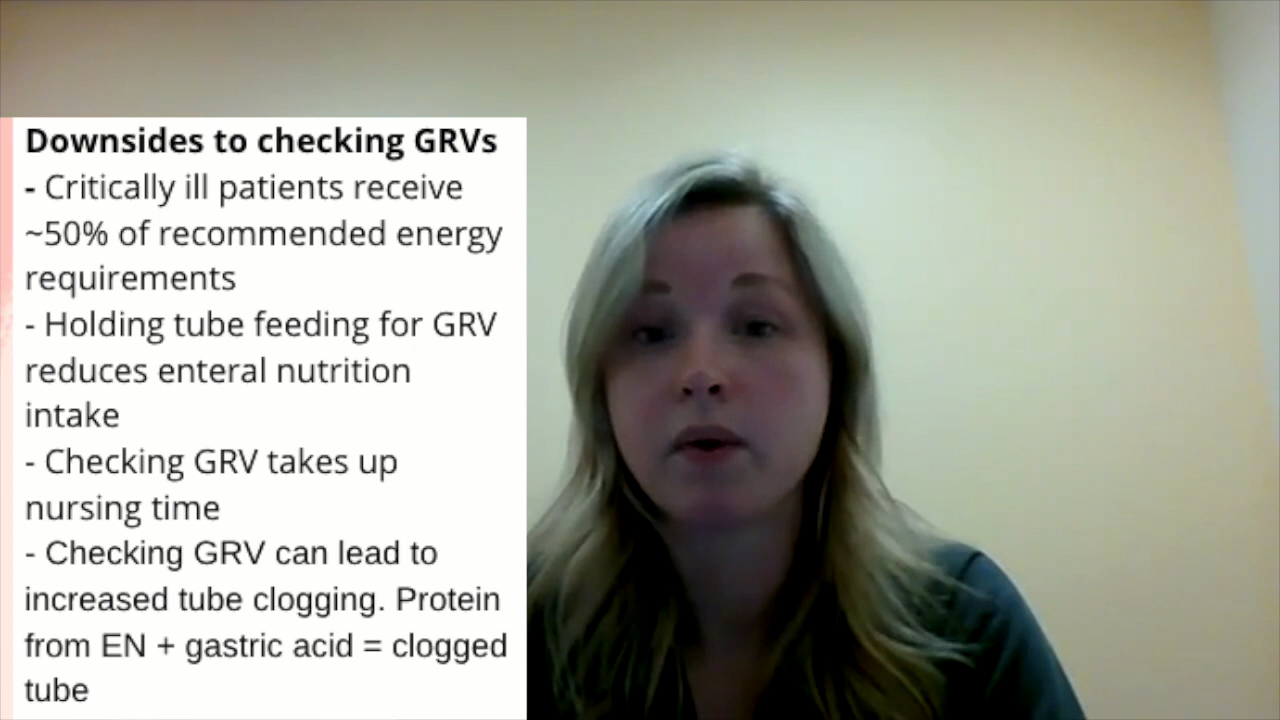 Downsides to checking GRVs
- Critically ill patients receive
~50% of recommended energy
requirements
- Holding tube feeding for GRV
reduces enteral nutrition
intake
- Checking GRV takes up
nursing time
- Checking GRV can lead to
increased tube clogging. Protein
from EN + gastric acid = clogged
tube